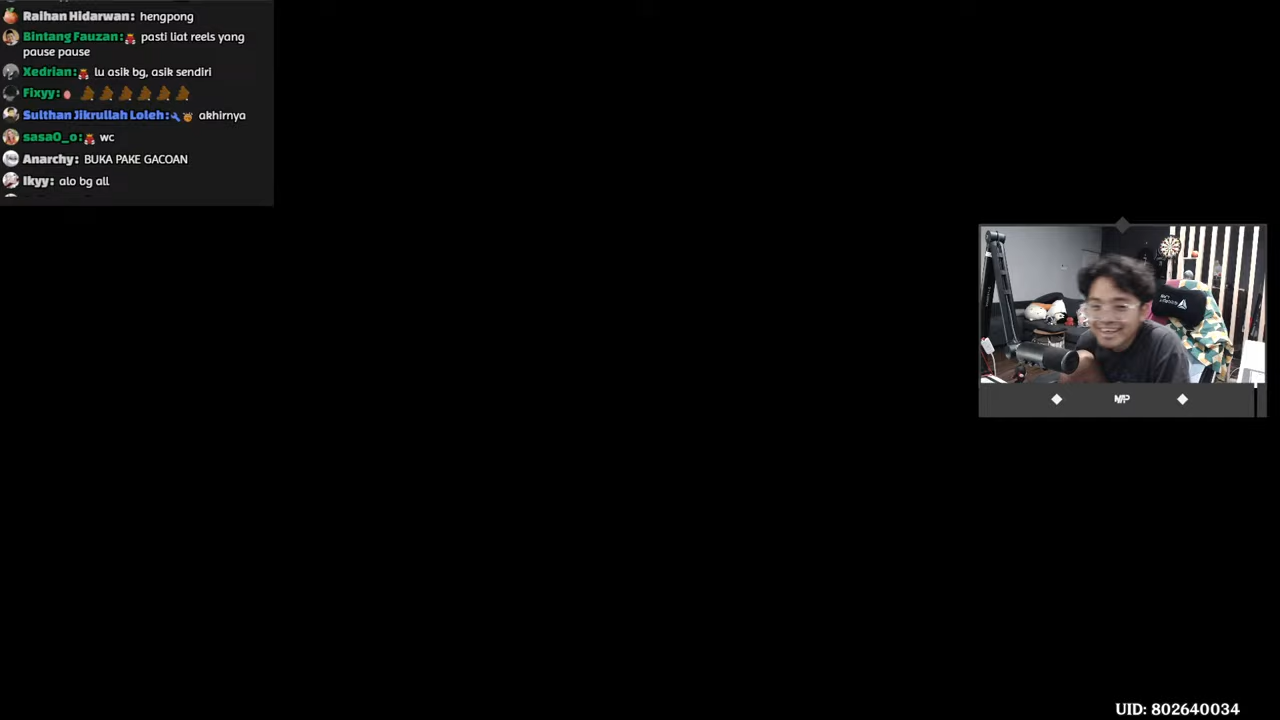 Raihan Hidarwan: hengpong
Bintang Fauzan: pasti liat reels yang
pause pause
Xedrian: lu asik bg, asik sendiri
Fixyy:
Sulthan Jikrullah Loleh: akhirnya
sasaO_o: wc
Anarchy: BUKA PAKE GACOAN
Ikyy: alo bg all
UID: 802640034